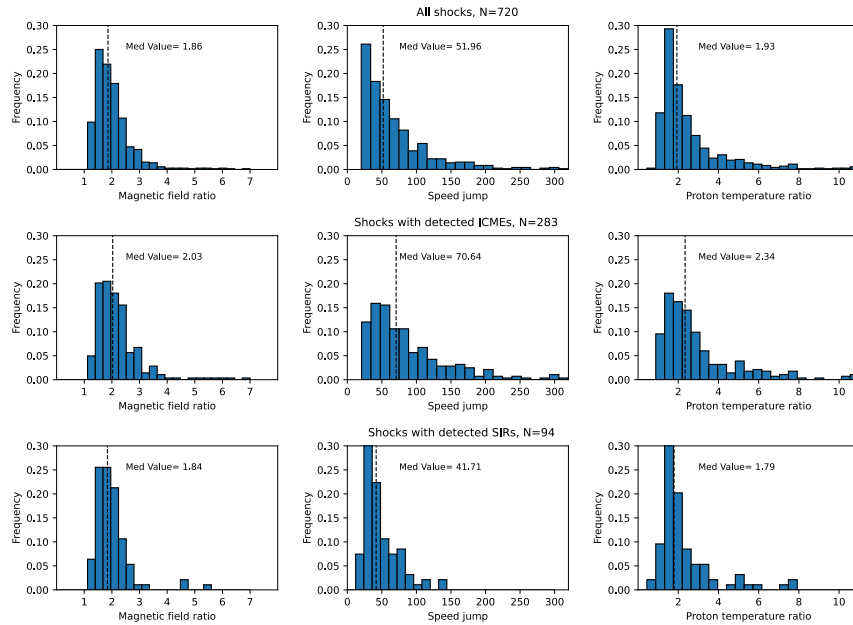 All shocks, N=720
0.30
0.25
0.20
0.15
0.10
0.05
0.00
Frequency
Med Value= 1.86
1 2 3 4 5 6 7
Magnetic field ratio
0.30
0.25
0.20
0.15
0.10
0.05
0.00
Frequency
Med Value= 51.96
0 50 100 150 200 250 300
Speed jump
0.30
0.25
0.20
0.15
0.10
0.05
0.00
Frequency
Med Value= 1.93
2 4 6 8 10
Proton temperature ratio
Shocks with detected ICMEs, N=283
0.30
0.25
0.20
0.15
0.10
0.05
0.00
Frequency
Med Value= 2.03
1 2 3 4 5 6 7
Magnetic field ratio
0.30
0.25
0.20
0.15
0.10
0.05
0.00
Frequency
Med Value= 70.64
0 50 100 150 200 250 300
Speed jump
0.30
0.25
0.20
0.15
0.10
0.05
0.00
Frequency
Med Value= 2.34
2 4 6 8 10
Proton temperature ratio
Shocks with detected SIRs, N=94
0.30
0.25
0.20
0.15
0.10
0.05
0.00
Frequency
Med Value= 1.84
1 2 3 4 5 6 7
Magnetic field ratio
0.30
0.25
0.20
0.15
0.10
0.05
0.00
Frequency
Med Value= 41.71
0 50 100 150 200 250 300
Speed jump
0.30
0.25
0.20
0.15
0.10
0.05
0.00
Frequency
Med Value= 1.79
2 4 6 8 10
Proton temperature ratio